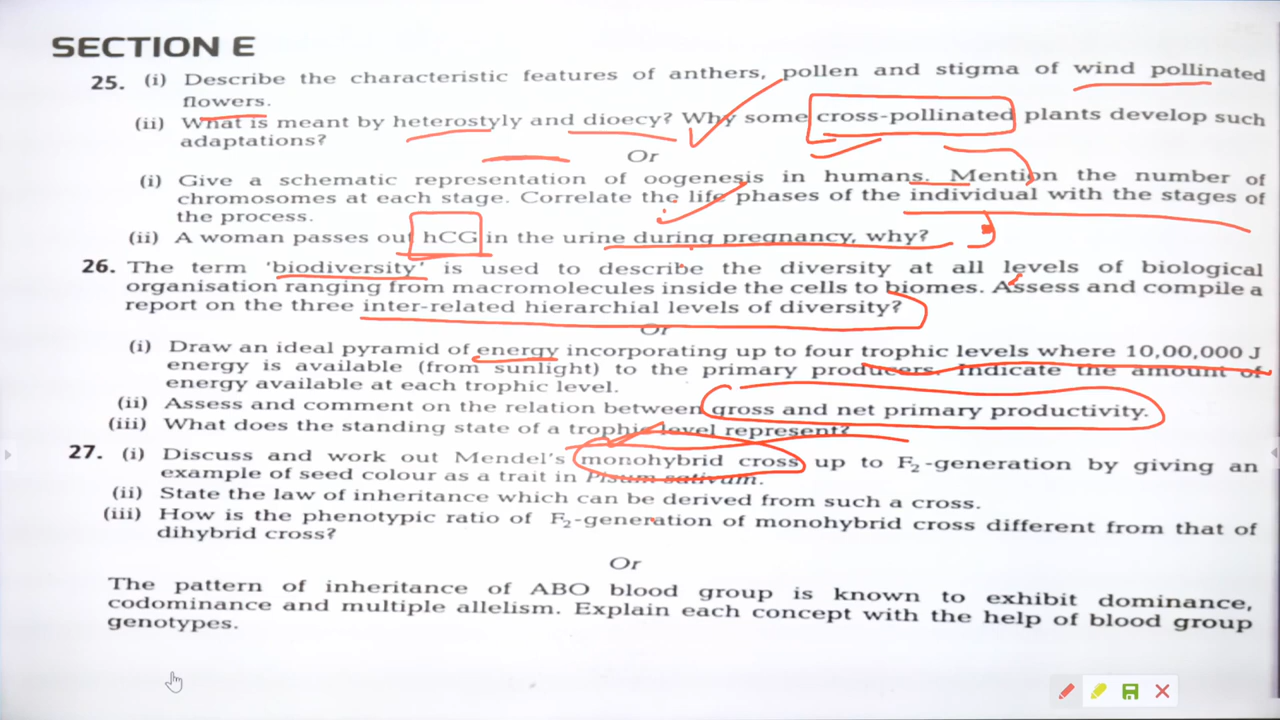 SECTION E
25. (i) Describe the characteristic features of anthers, pollen and stigma of wind pollinated
flowers.
(ii) What is meant by heterostyly and dioecy? Why some cross-pollinated plants develop such
adaptations?
Or
(i) Give a schematic representation of oogenesis in humans. Mention the number of
chromosomes at each stage. Correlate the life phases of the individual with the stages of
the process.
(ii) A woman passes out hCG in the urine during pregnancy, why?
26. The term 'biodiversity' is used to describe the diversity at all levels of biological
organisation ranging from macromolecules inside the cells to biomes. Assess and compile a
report on the three inter-related hierarchial levels of diversity?
Or
(i) Draw an ideal pyramid of energy incorporating up to four trophic levels where 10,00,000 J
energy is available (from sunlight) to the primary producers. Indicate the amount of
energy available at each trophic level.
(ii) Assess and comment on the relation between gross and net primary productivity.
(iii) What does the standing state of a trophic level represent?
27. (i) Discuss and work out Mendel's monohybrid cross up to F₂-generation by giving an
example of seed colour as a trait in Pisum sativum.
(ii) State the law of inheritance which can be derived from such a cross.
(iii) How is the phenotypic ratio of F₂-generation of monohybrid cross different from that of
dihybrid cross?
Or
The pattern of inheritance of ABO blood group is known to exhibit dominance,
codominance and multiple allelism. Explain each concept with the help of blood group
genotypes.